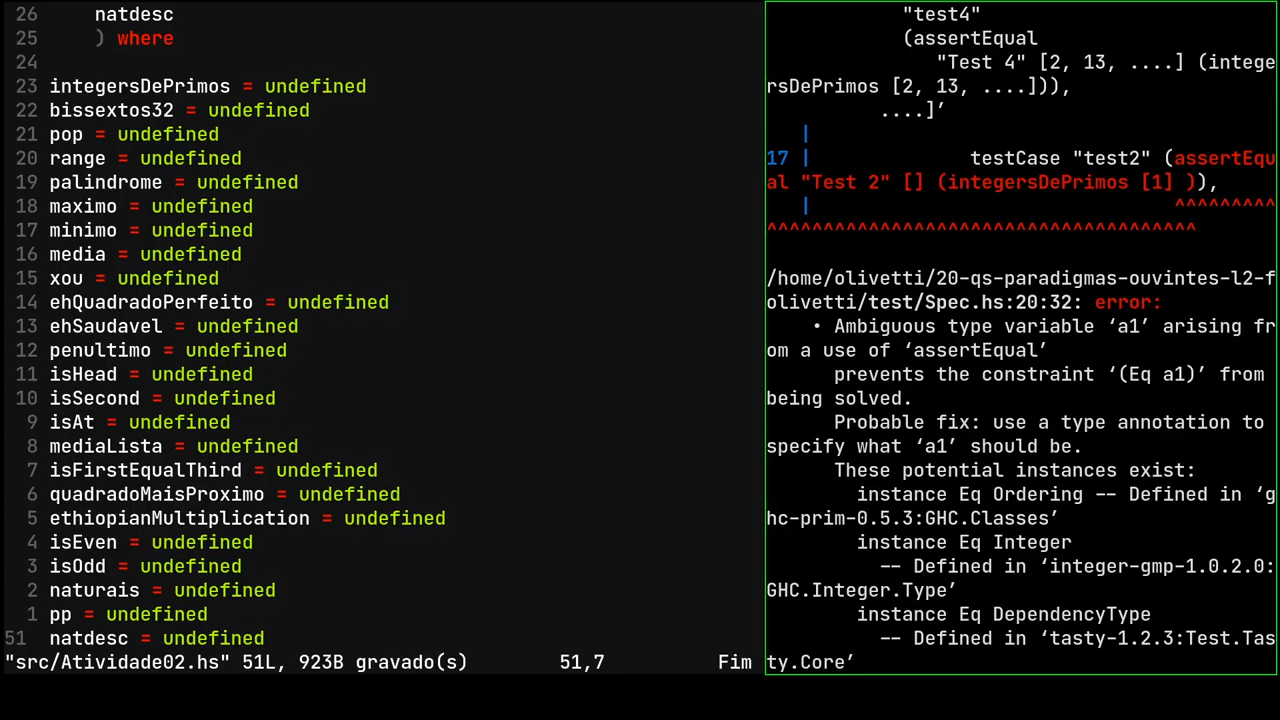 26      natdesc
25      ) where
24
23  integersDePrimos = undefined
22  bissextos32 = undefined
21  pop = undefined
20  range = undefined
19  palindrome = undefined
18  maximo = undefined
17  minimo = undefined
16  media = undefined
15  xou = undefined
14  ehQuadradoPerfeito = undefined
13  ehSaudavel = undefined
12  penultimo = undefined
11  isHead = undefined
10  isSecond = undefined
9  isAt = undefined
8  mediaLista = undefined
7  isFirstEqualThird = undefined
6  quadradoMaisProximo = undefined
5  ethiopianMultiplication = undefined
4  isEven = undefined
3  isOdd = undefined
2  naturais = undefined
1  pp = undefined
51  natdesc = undefined
"src/Atividade02.hs" 51L, 923B gravado(s)        51,7        Fim
"test4"
(assertEqual
"Test 4" [2, 13, ....] (intege
rsDePrimos [2, 13, ....])),
....]’
|
17 |              testCase "test2" (assertEqu
al "Test 2" [] (integersDePrimos [1] )),
|                                ^^^^^^^^^
^^^^^^^^^^^^^^^^^^^^^^^^^^^^^^^^^^^^^^
/home/olivetti/20-qs-paradigmas-ouvintes-l2-f
olivetti/test/Spec.hs:20:32: error:
• Ambiguous type variable ‘a1’ arising fr
om a use of ‘assertEqual’
prevents the constraint ‘(Eq a1)’ from
being solved.
Probable fix: use a type annotation to
specify what ‘a1’ should be.
These potential instances exist:
instance Eq Ordering -- Defined in ‘g
hc-prim-0.5.3:GHC.Classes’
instance Eq Integer
-- Defined in ‘integer-gmp-1.0.2.0:
GHC.Integer.Type’
instance Eq DependencyType
-- Defined in ‘tasty-1.2.3:Test.Tas
ty.Core’